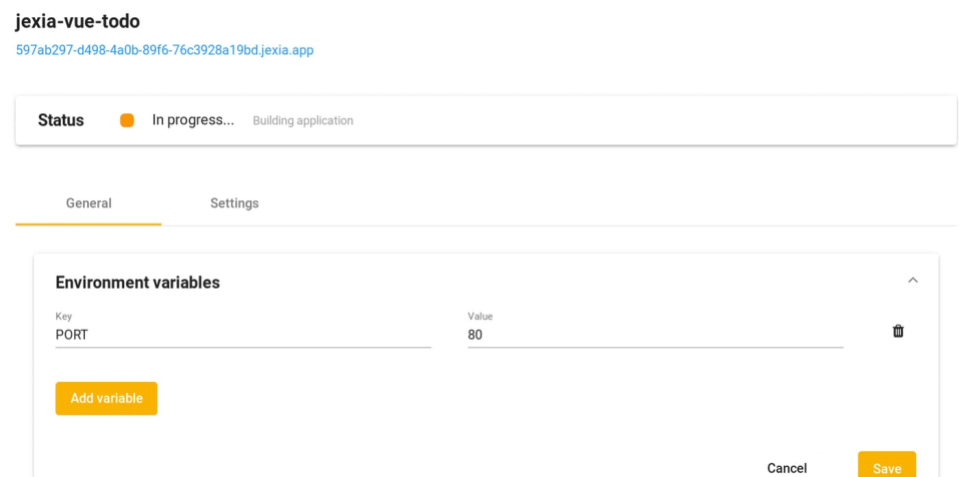 jexia-vue-todo
597ab297-d498-4a0b-89f6-76c3928a19bd.jexia.app
Status In progress... Building application
General Settings
Environment variables
Key Value
PORT 80
Add variable
Cancel Save